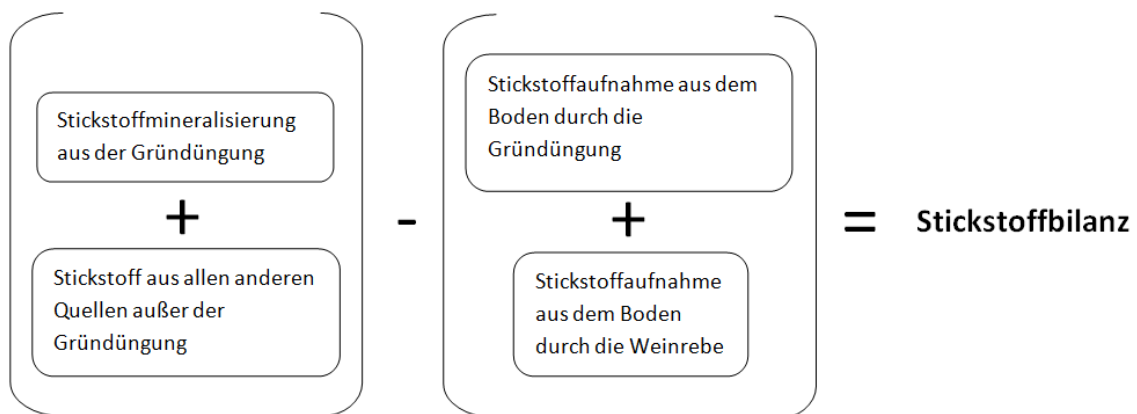 Stickstoffmineralisierung
aus der Gründüngung
+
Stickstoff aus allen anderen
Quellen außer der
Gründüngung
-
Stickstoffaufnahme aus dem
Boden durch die
Gründüngung
+
Stickstoffaufnahme
aus dem Boden
durch die Weinrebe
= Stickstoffbilanz